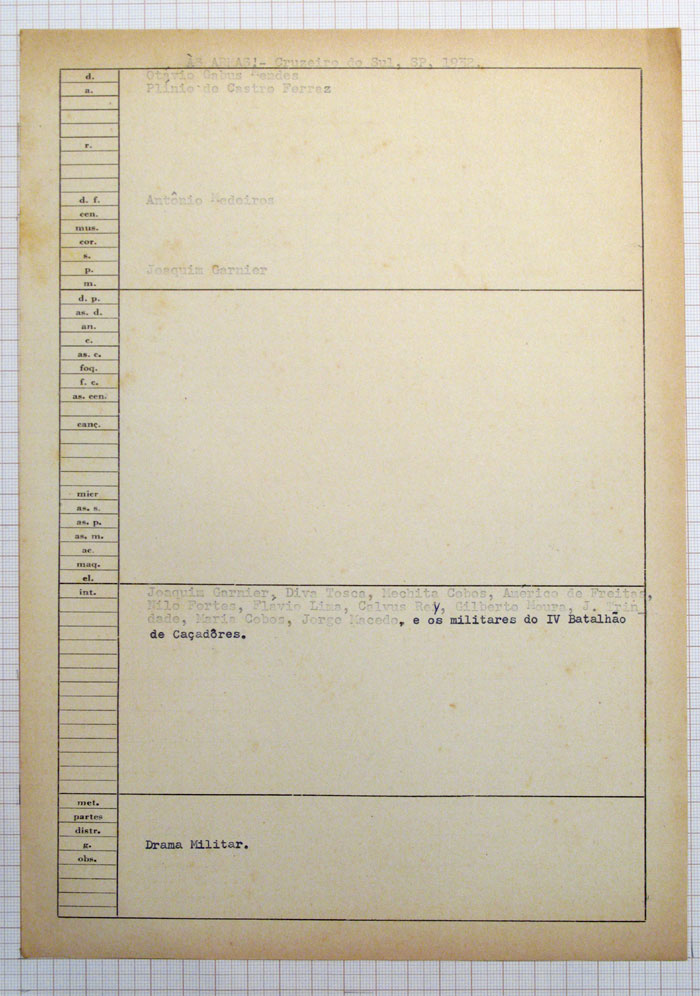 ÀS ARMAS!- Cruzeiro do Sul, SP, 1932.
d. Otávio Gabus Mendes
a. Plínio de Castro Ferraz
r.
d. f. Antônio Medeiros
cen.
mus.
cor.
s.
p. Joaquim Garnier
m.
d. p.
as. d.
an.
c.
as. c.
foq.
f. c.
as. cen.
canç.
micr
as. s.
as. p.
as. m.
ac.
maq.
el.
int. Joaquim Garnier, Diva Tosca, Mechita Cobos, Américo de Freitas,
Nilo Fortes, Flavio Lima, Calvus Rey, Gilberto Moura, J. Trin
dade, Maria Cobos, Jorge Macedo, e os militares do IV Batalhão
de Caçadôres.
met.
partes
distr.
g. Drama Militar.
obs.